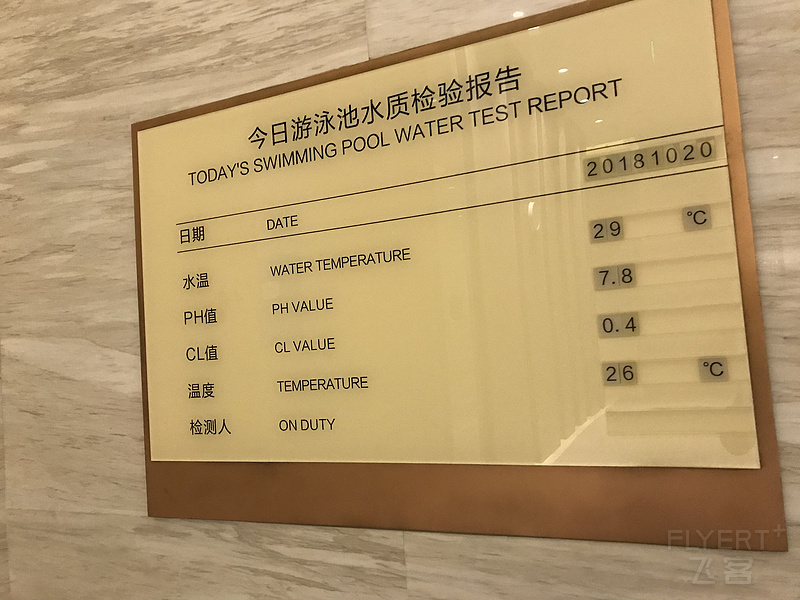 今日游泳池水质检验报告
TODAY'S SWIMMING POOL WATER TEST REPORT
日期 DATE 20181020
水温 WATER TEMPERATURE 29 ℃
PH值 PH VALUE 7.8
CL值 CL VALUE 0.4
温度 TEMPERATURE 26 ℃
检测人 ON DUTY
FLYERT+
飞客